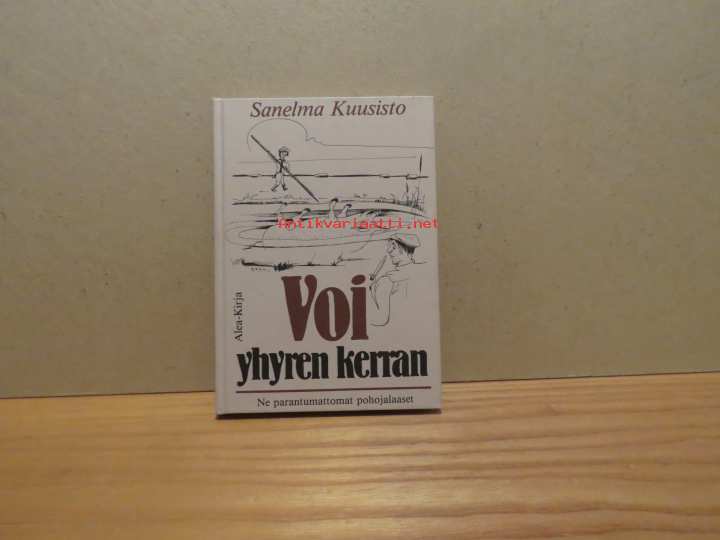 Sanelma Kuusisto
Antikvariaatti.net
Alea-Kirja
Voi
yhyren kerran
Ne parantumattomat pohojalaaset